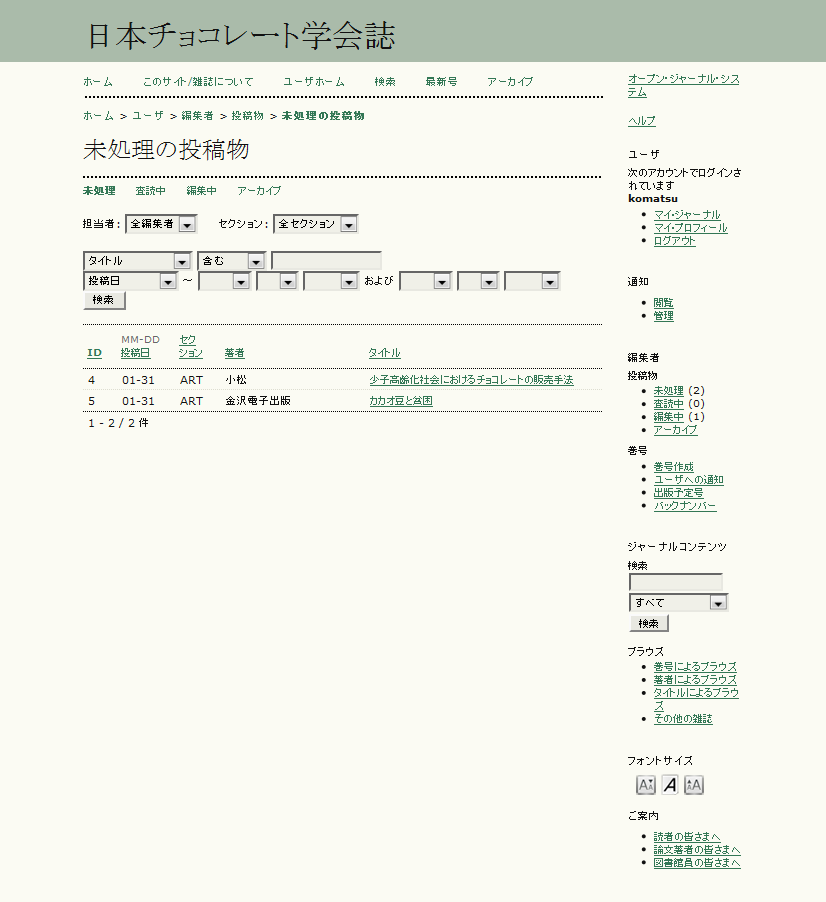 日本チョコレート学会誌
ホーム このサイト/雑誌について ユーザホーム 検索 最新号 アーカイブ
ホーム > ユーザ > 編集者 > 投稿物 > 未処理の投稿物
未処理の投稿物
未処理 査読中 編集中 アーカイブ
担当者: 全編集者 セクション: 全セクション
タイトル 含む
投稿日 ～ および
検索
MM-DD セク
ID 投稿日 ション 著者 タイトル
4 01-31 ART 小松 少子高齢化社会におけるチョコレートの販売手法
5 01-31 ART 金沢電子出版 カカオ豆と貧困
1 - 2 / 2 件
オープン・ジャーナル・シス
テム
ヘルプ
ユーザ
次のアカウントでログインさ
れています
komatsu
マイ・ジャーナル
マイ・プロフィール
ログアウト
通知
閲覧
管理
編集者
投稿物
未処理 (2)
査読中 (0)
編集中 (1)
アーカイブ
巻号
巻号作成
ユーザへの通知
出版予定号
バックナンバー
ジャーナルコンテンツ
検索
すべて
検索
ブラウズ
巻号によるブラウズ
著者によるブラウズ
タイトルによるブラウ
ズ
その他の雑誌
フォントサイズ
A A A A A
ご案内
読者の皆さまへ
論文著者の皆さまへ
図書館員の皆さまへ